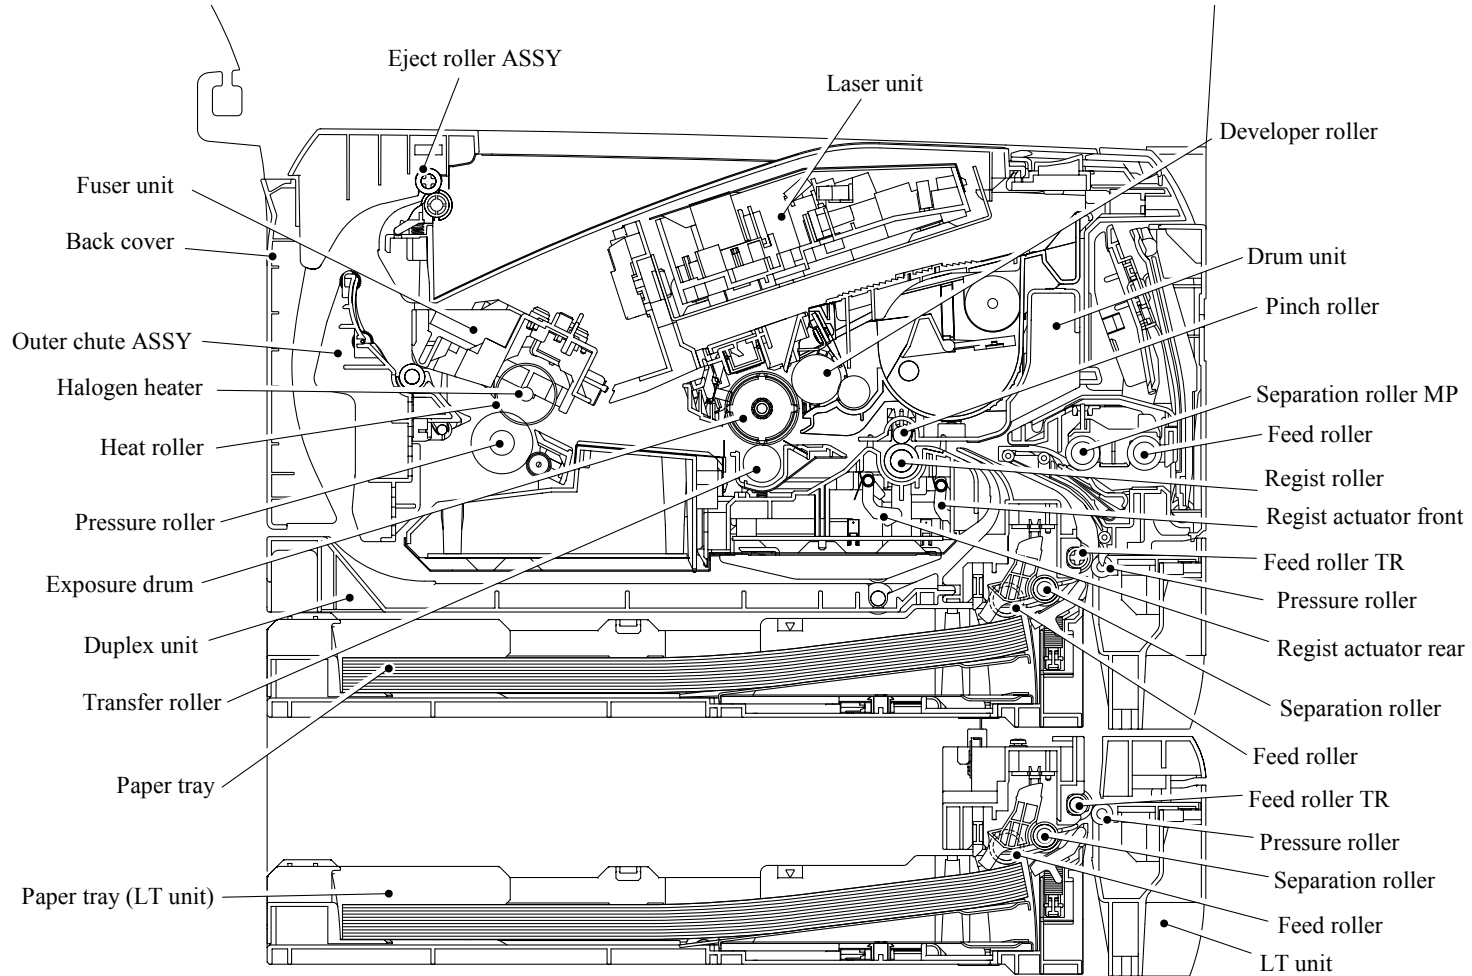 Eject roller ASSY
Laser unit
Developer roller
Fuser unit
Back cover
Drum unit
Pinch roller
Outer chute ASSY
Halogen heater
Separation roller MP
Feed roller
Heat roller
Regist roller
Pressure roller
Regist actuator front
Feed roller TR
Exposure drum
Pressure roller
Duplex unit
Regist actuator rear
Transfer roller
Separation roller
Feed roller
Paper tray
Feed roller TR
Pressure roller
Separation roller
Paper tray (LT unit)
Feed roller
LT unit